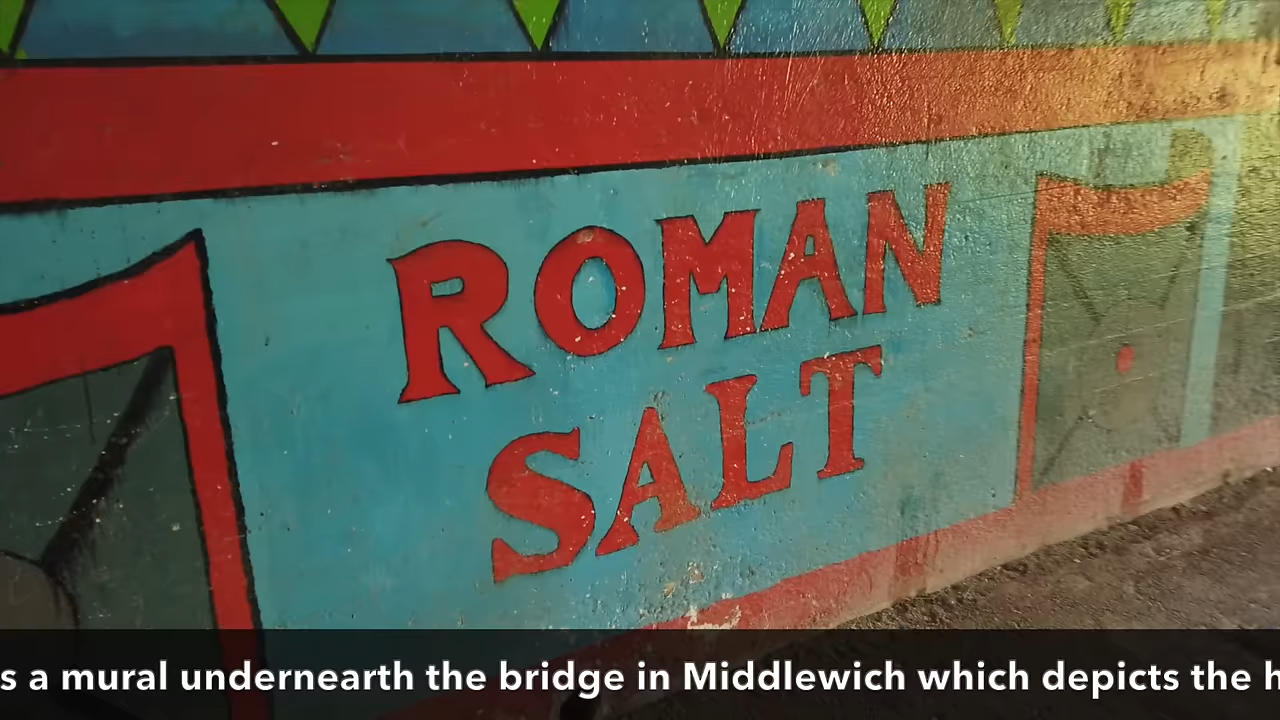 ROMAN
SALT
s a mural undernearth the bridge in Middlewich which depicts the h